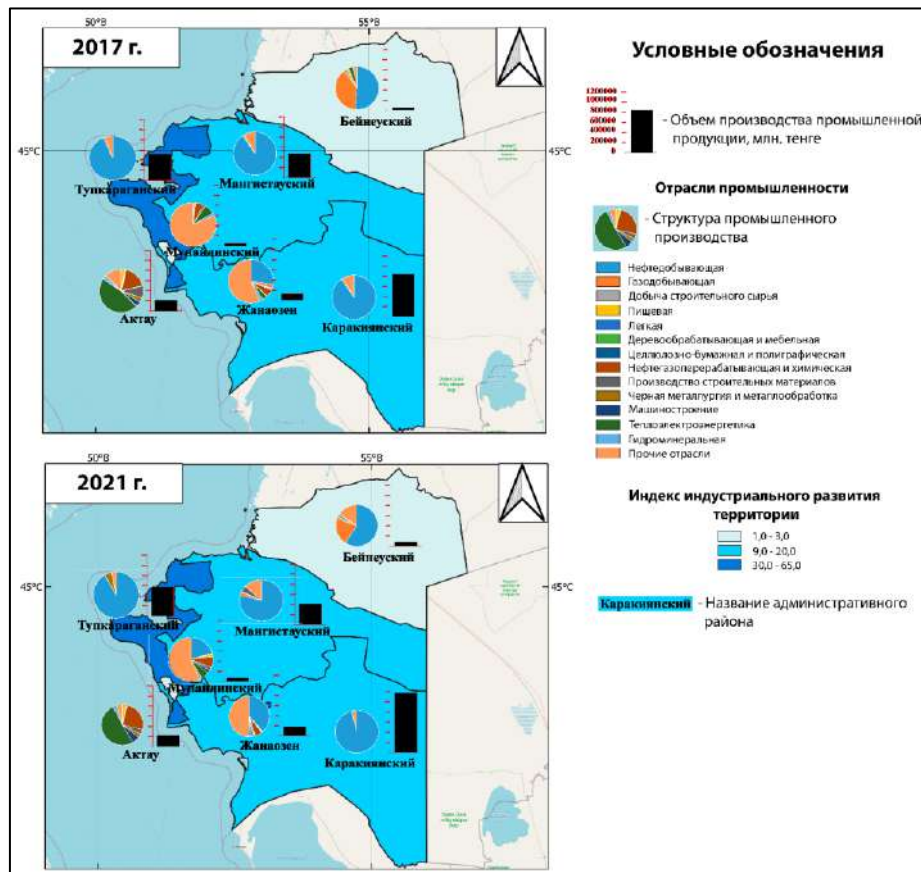 50°В
55°В
2017 г.
45°С
Бейнеуский
Тупкараганский
Мангистауский
Мунайлинский
Жанаозен
Актау
Каракиянский
50°В
55°В
2021 г.
45°С
Бейнеуский
Тупкараганский
Мангистауский
Мунайлинский
Жанаозен
Актау
Каракиянский
Условные обозначения
1200000
1000000
800000
600000
400000
200000
0
- Объем производства промышленной
продукции, млн. тенге
Отрасли промышленности
- Структура промышленного
производства
Нефтедобывающая
Газодобывающая
Добыча строительного сырья
Пищевая
Легкая
Деревообрабатывающая и мебельная
Целлюлозно-бумажная и полиграфическая
Нефтегазоперерабатывающая и химическая
Производство строительных материалов
Черная металлургия и металлообработка
Машиностроение
Теплоэлектроэнергетика
Гидроминеральная
Прочие отрасли
Индекс индустриального развития
территории
1,0 - 3,0
9,0 - 20,0
30,0 - 65,0
Каракиянский - Название административного
района